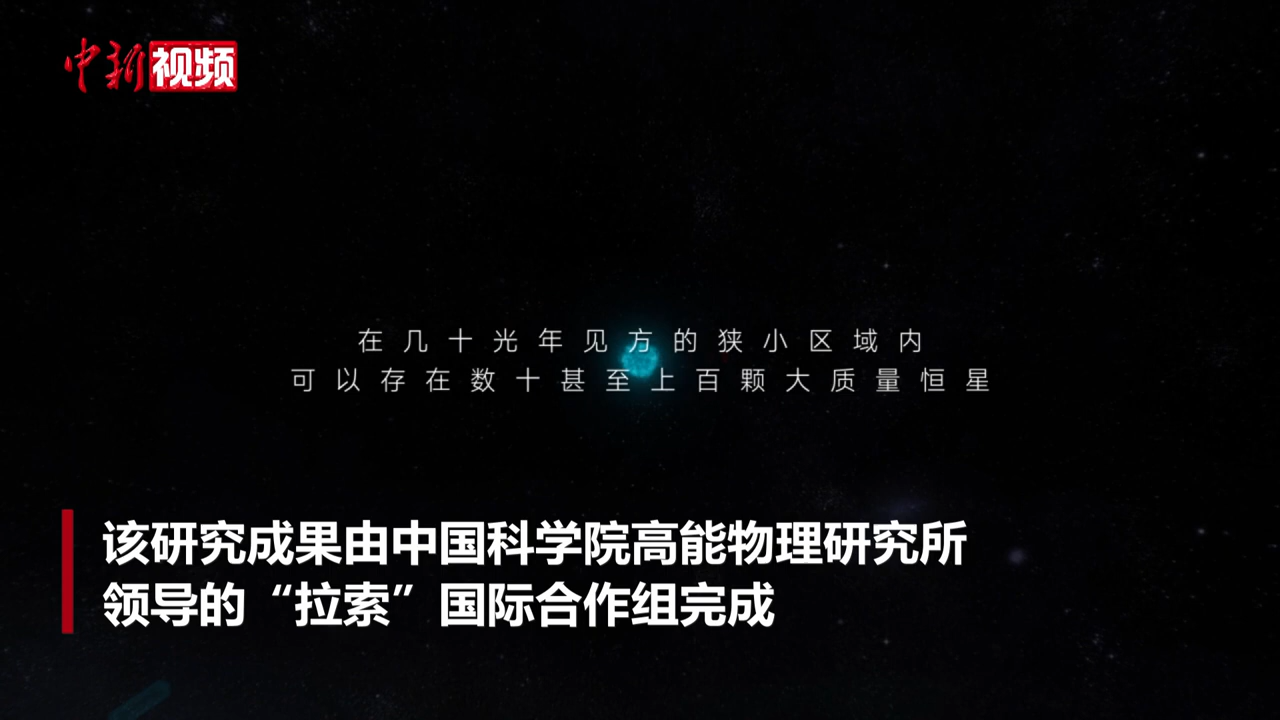 中新视频
在几十光年见方的狭小区域内
可以存在数十甚至上百颗大质量恒星
该研究成果由中国科学院高能物理研究所
领导的“拉索”国际合作组完成